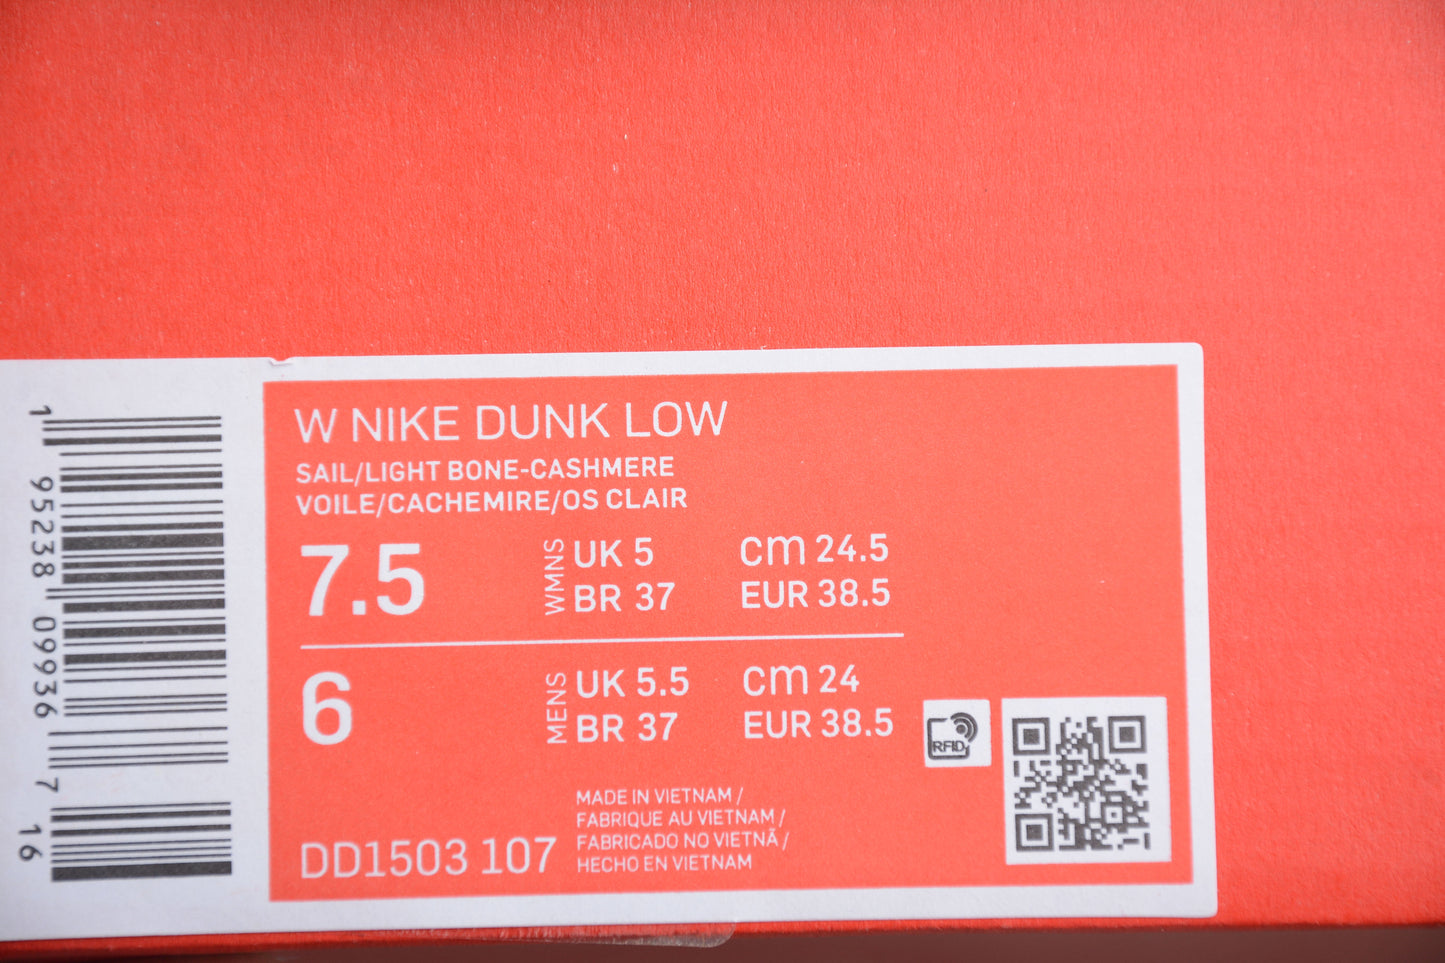 W NIKE DUNK LOW
SAIL/LIGHT BONE-CASHMERE
VOILE/CACHEMIRE/OS CLAIR
7.5
WMNS
UK 5
cm 24.5
BR 37
EUR 38.5
6
MENS
UK 5.5
cm 24
BR 37
EUR 38.5
RFID
DD1503 107
MADE IN VIETNAM /
FABRIQUE AU VIETNAM /
FABRICADO NO VIETNÃ /
HECHO EN VIETNAM
1 95238 09936 7 16